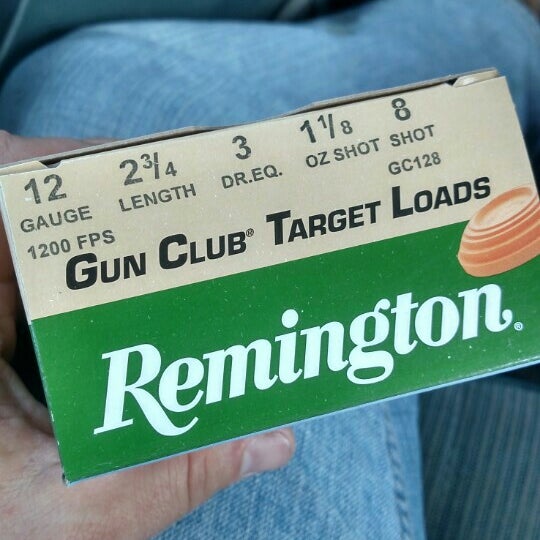 12 2¾ 3 1⅛ 8
GAUGE LENGTH DR.EQ. OZ SHOT SHOT
1200 FPS GC128
GUN CLUB® TARGET LOADS
Remington®